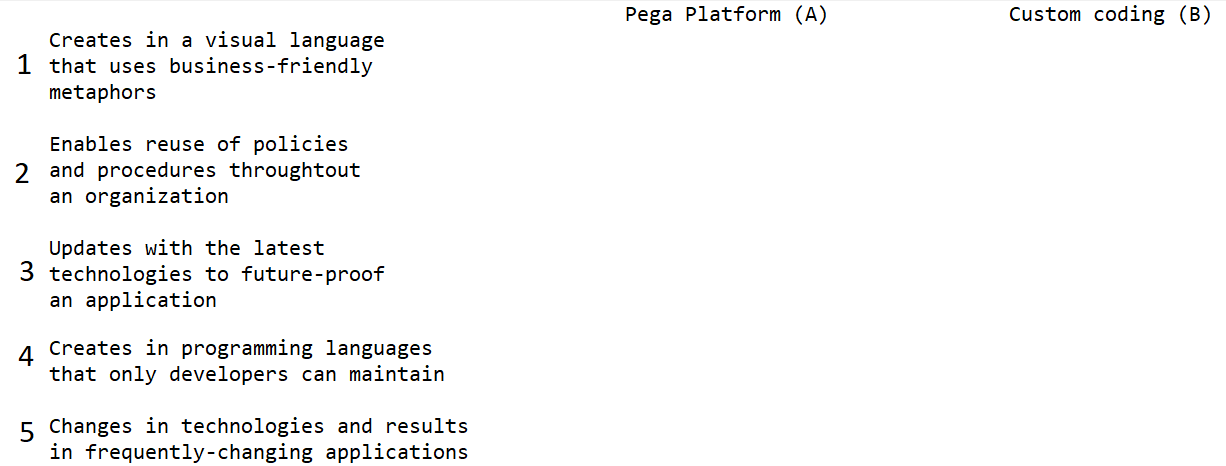 Pega Platform (A) Custom coding (B)
Creates in a visual language
1 that uses business-friendly
metaphors
Enables reuse of policies
2 and procedures throughtout
an organization
Updates with the latest
3 technologies to future-proof
an application
4 Creates in programming languages
that only developers can maintain
5 Changes in technologies and results
in frequently-changing applications